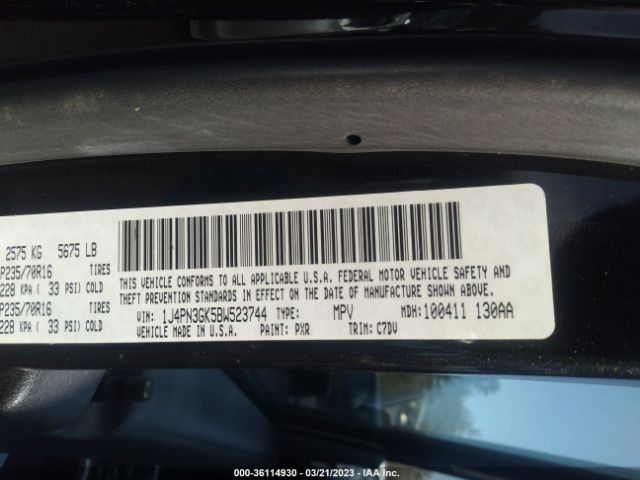 2575 KG 5675 LB
P235/70R16 TIRES
228 KPA ( 33 PSI) COLD
P235/70R16 TIRES
228 KPA ( 33 PSI) COLD
THIS VEHICLE CONFORMS TO ALL APPLICABLE U.S.A. FEDERAL MOTOR VEHICLE SAFETY AND
THEFT PREVENTION STANDARDS IN EFFECT ON THE DATE OF MANUFACTURE SHOWN ABOVE.
VIN: 1J4PN3GK5BW523744 TYPE: MPV MDH: 100411 130AA
VEHICLE MADE IN U.S.A. PAINT: PXR TRIM: C7DV
000-36114930 - 03/21/2023 - IAA Inc.